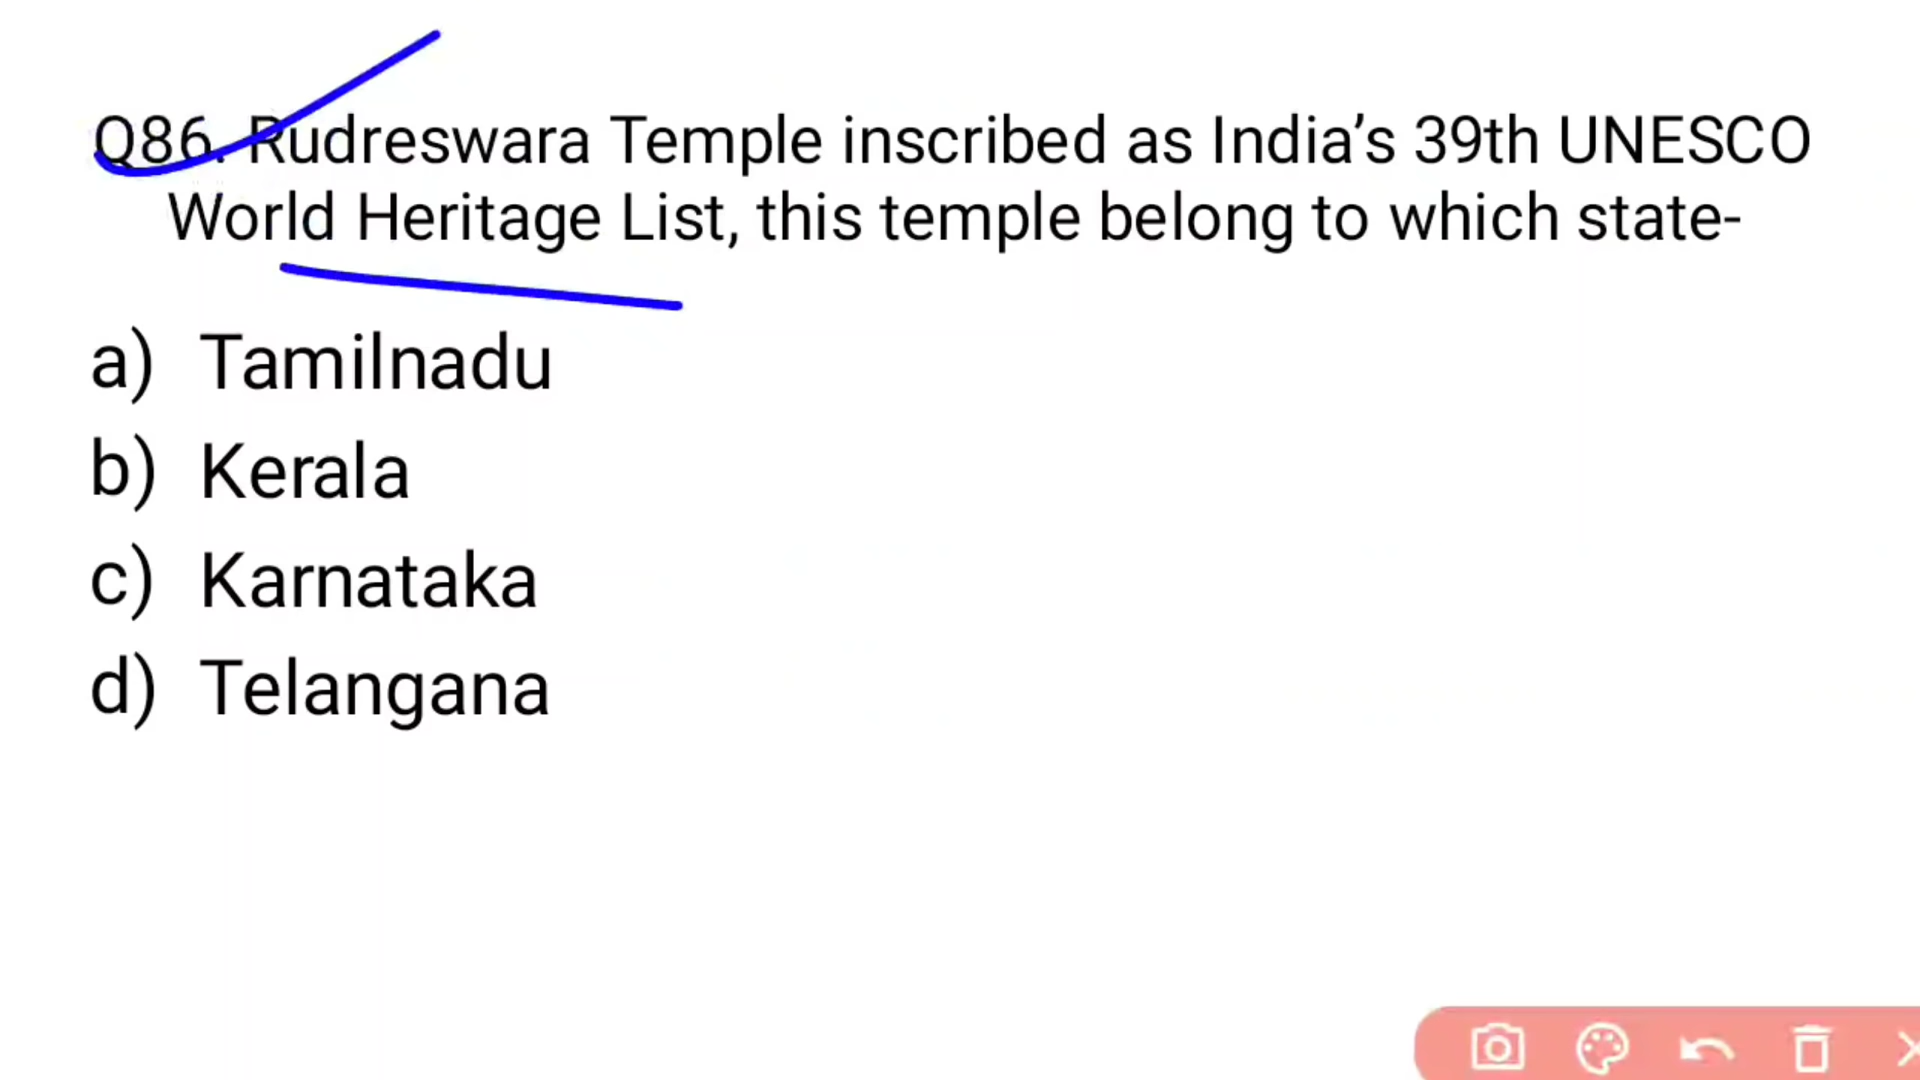 Q86. Rudreswara Temple inscribed as India’s 39th UNESCO
World Heritage List, this temple belong to which state-
a) Tamilnadu
b) Kerala
c) Karnataka
d) Telangana